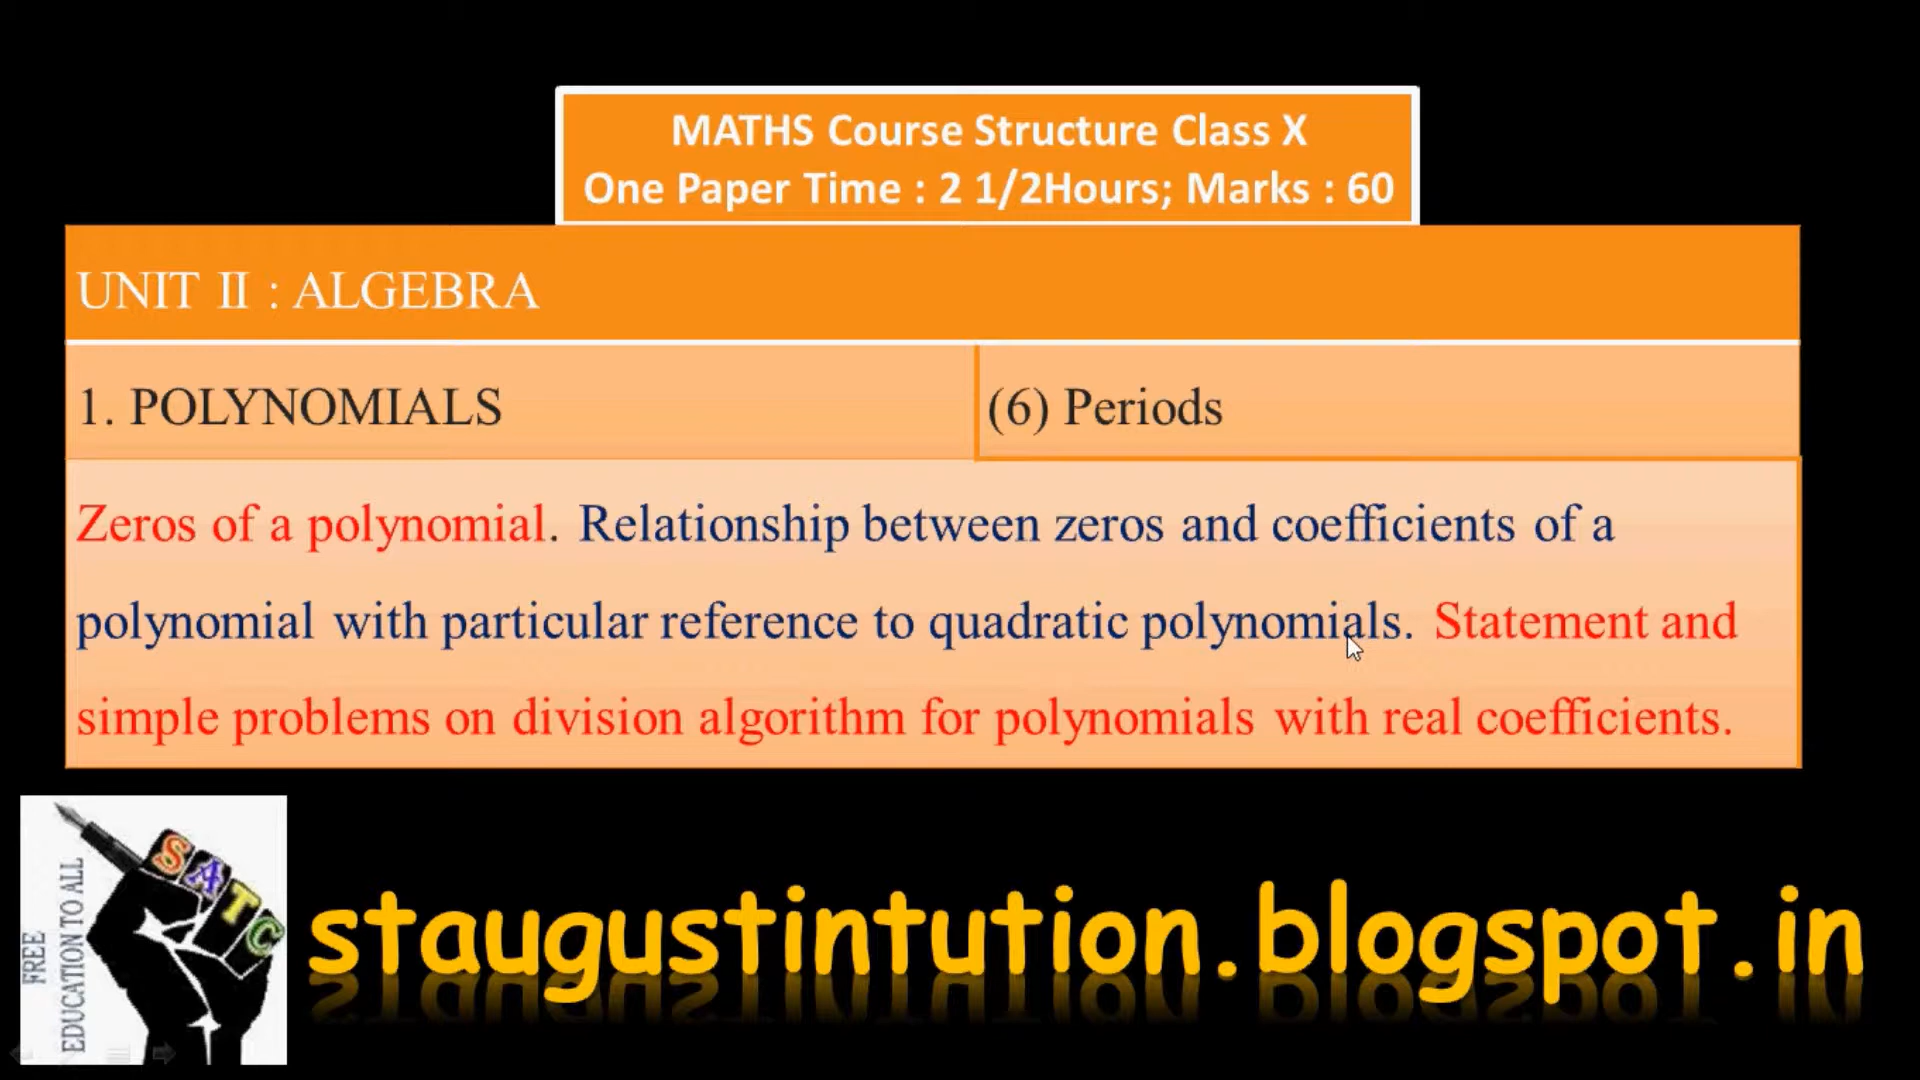 MATHS Course Structure Class X
One Paper Time : 2 1/2Hours; Marks : 60
UNIT II : ALGEBRA
1. POLYNOMIALS
(6) Periods
Zeros of a polynomial. Relationship between zeros and coefficients of a
polynomial with particular reference to quadratic polynomials. Statement and
simple problems on division algorithm for polynomials with real coefficients.
FREE
EDUCATION TO ALL
SATC
staugustintution.blogspot.in